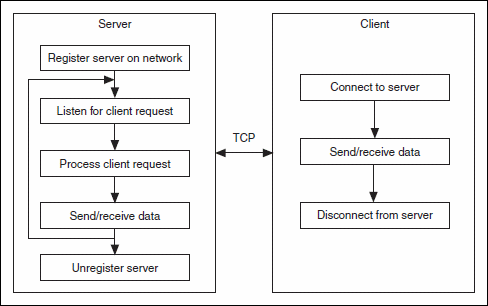 Server
Register server on network
Listen for client request
Process client request
Send/receive data
Unregister server
TCP
Client
Connect to server
Send/receive data
Disconnect from server